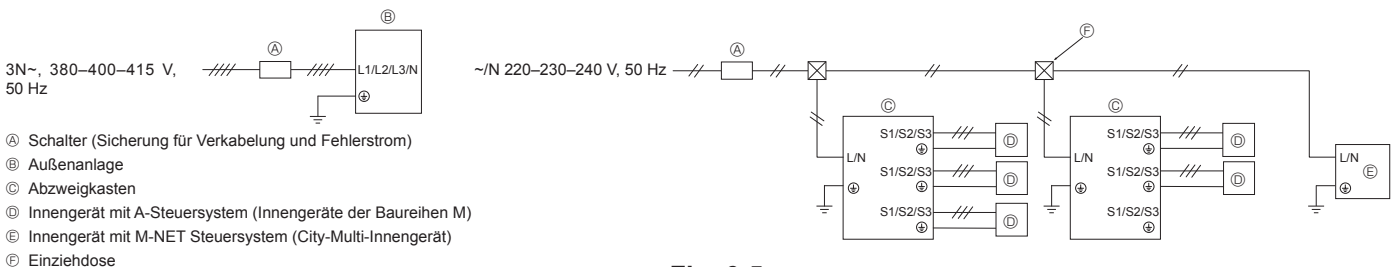 Ⓑ
Ⓐ
3N~, 380–400–415 V,
50 Hz
L1/L2/L3/N
Ⓐ Schalter (Sicherung für Verkabelung und Fehlerstrom)
Ⓑ Außenanlage
Ⓒ Abzweigkasten
Ⓓ Innengerät mit A-Steuersystem (Innengeräte der Baureihen M)
Ⓔ Innengerät mit M-NET Steuersystem (City-Multi-Innengerät)
Ⓕ Einziehdose
Ⓕ
Ⓐ
~/N 220–230–240 V, 50 Hz
Ⓒ
L/N
S1/S2/S3
Ⓓ
S1/S2/S3
Ⓓ
S1/S2/S3
Ⓓ
Ⓒ
L/N
S1/S2/S3
Ⓓ
S1/S2/S3
Ⓓ
S1/S2/S3
L/N
Ⓔ